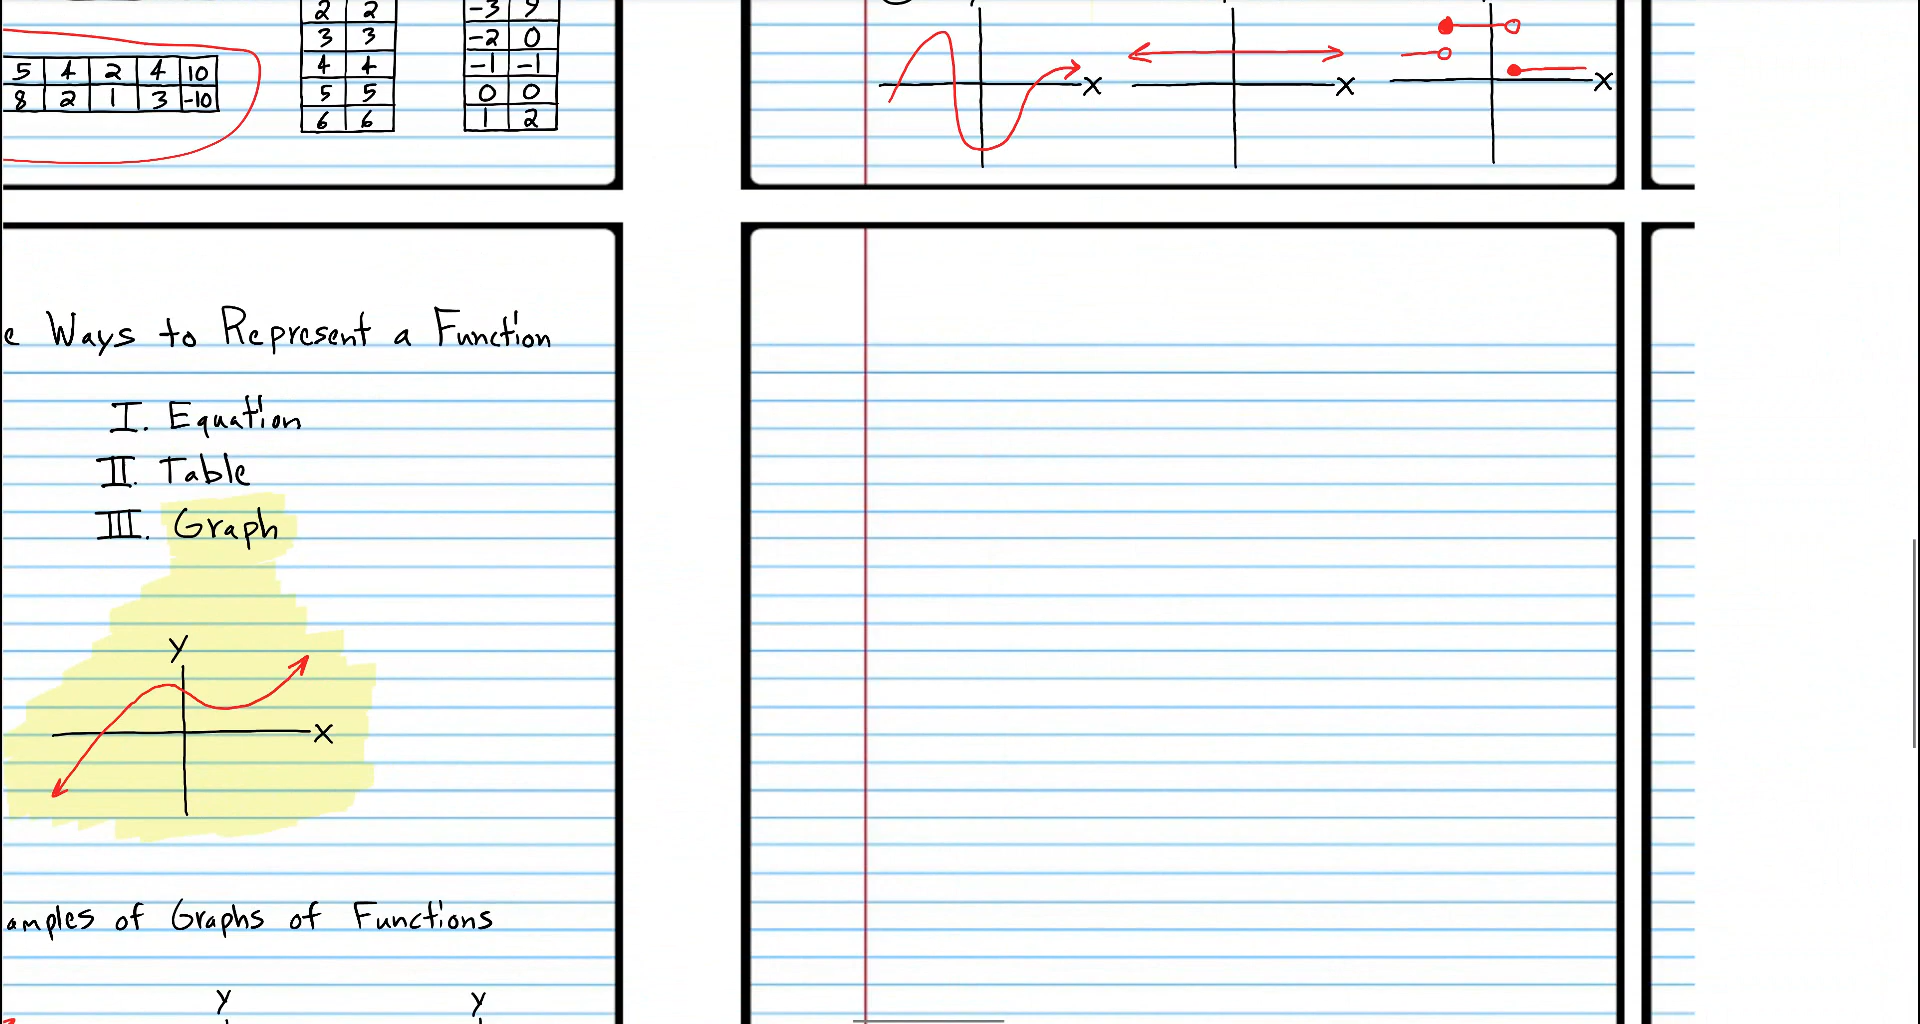 5 4 2 4 10
8 2 1 3 -10
2 2
3 3
4 4
5 5
6 6
-2 0
-1 -1
0 0
1 2
x x x
Ways to Represent a Function
I. Equation
II. Table
III. Graph
y
x
amples of Graphs of Functions
y y